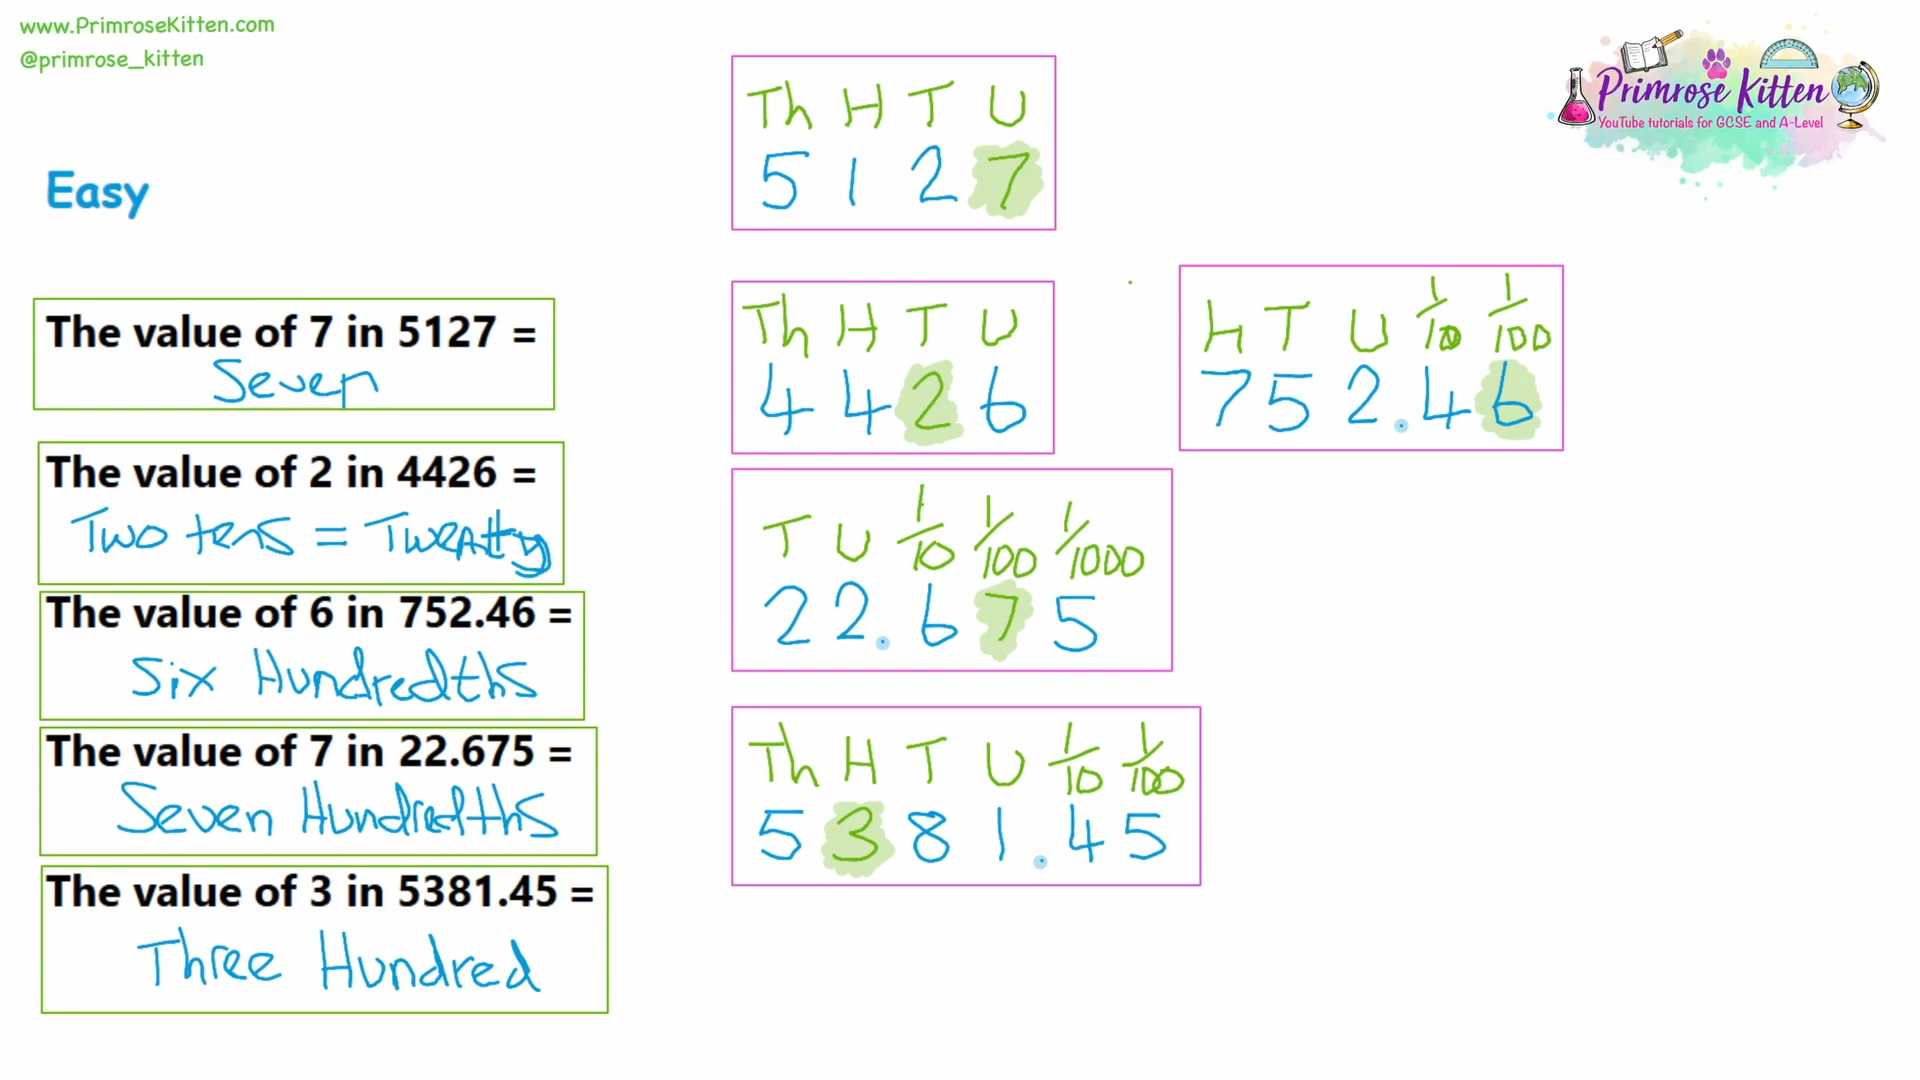 www.PrimroseKitten.com
@primrose_kitten
Primrose Kitten
YouTube tutorials for GCSE and A-Level
Easy
The value of 7 in 5127 =
Seven
The value of 2 in 4426 =
Two tens = Twenty
The value of 6 in 752.46 =
Six Hundredths
The value of 7 in 22.675 =
Seven Hundredths
The value of 3 in 5381.45 =
Three Hundred
Th H T U
5 1 2 7
Th H T U
4 4 2 6
H T U 1/10 1/100
7 5 2 . 4 6
T U 1/10 1/100 1/1000
2 2 . 6 7 5
Th H T U 1/10 1/100
5 3 8 1 . 4 5